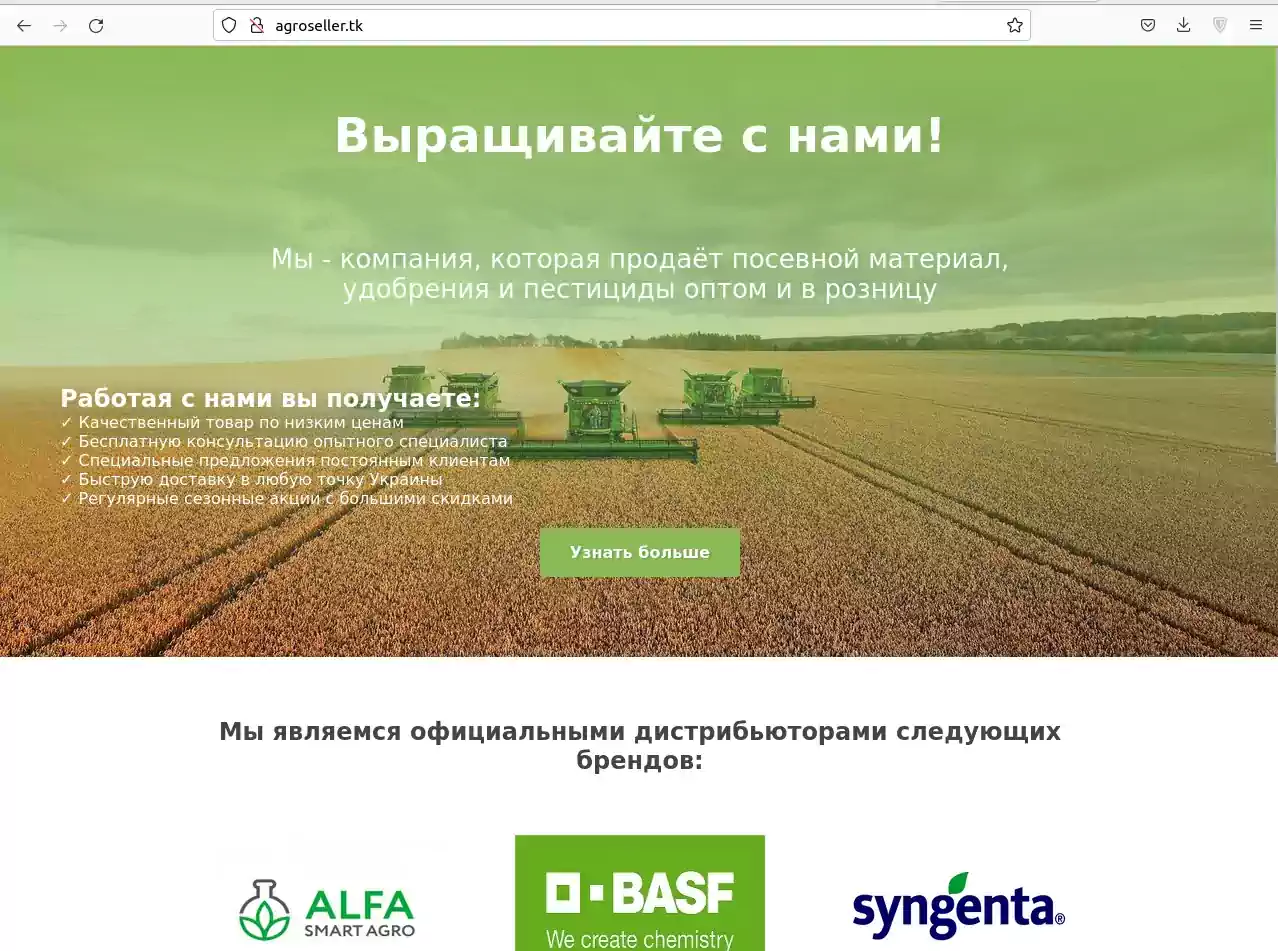 agroseller.tk
Выращивайте с нами!
Мы - компания, которая продаёт посевной материал,
удобрения и пестициды оптом и в розницу
Работая с нами вы получаете:
✓ Качественный товар по низким ценам
✓ Бесплатную консультацию опытного специалиста
✓ Специальные предложения постоянным клиентам
✓ Быструю доставку в любую точку Украины
✓ Регулярные сезонные акции с большими скидками
Узнать больше
Мы являемся официальными дистрибьюторами следующих
брендов:
ALFA
SMART AGRO
BASF
We create chemistry
syngenta®